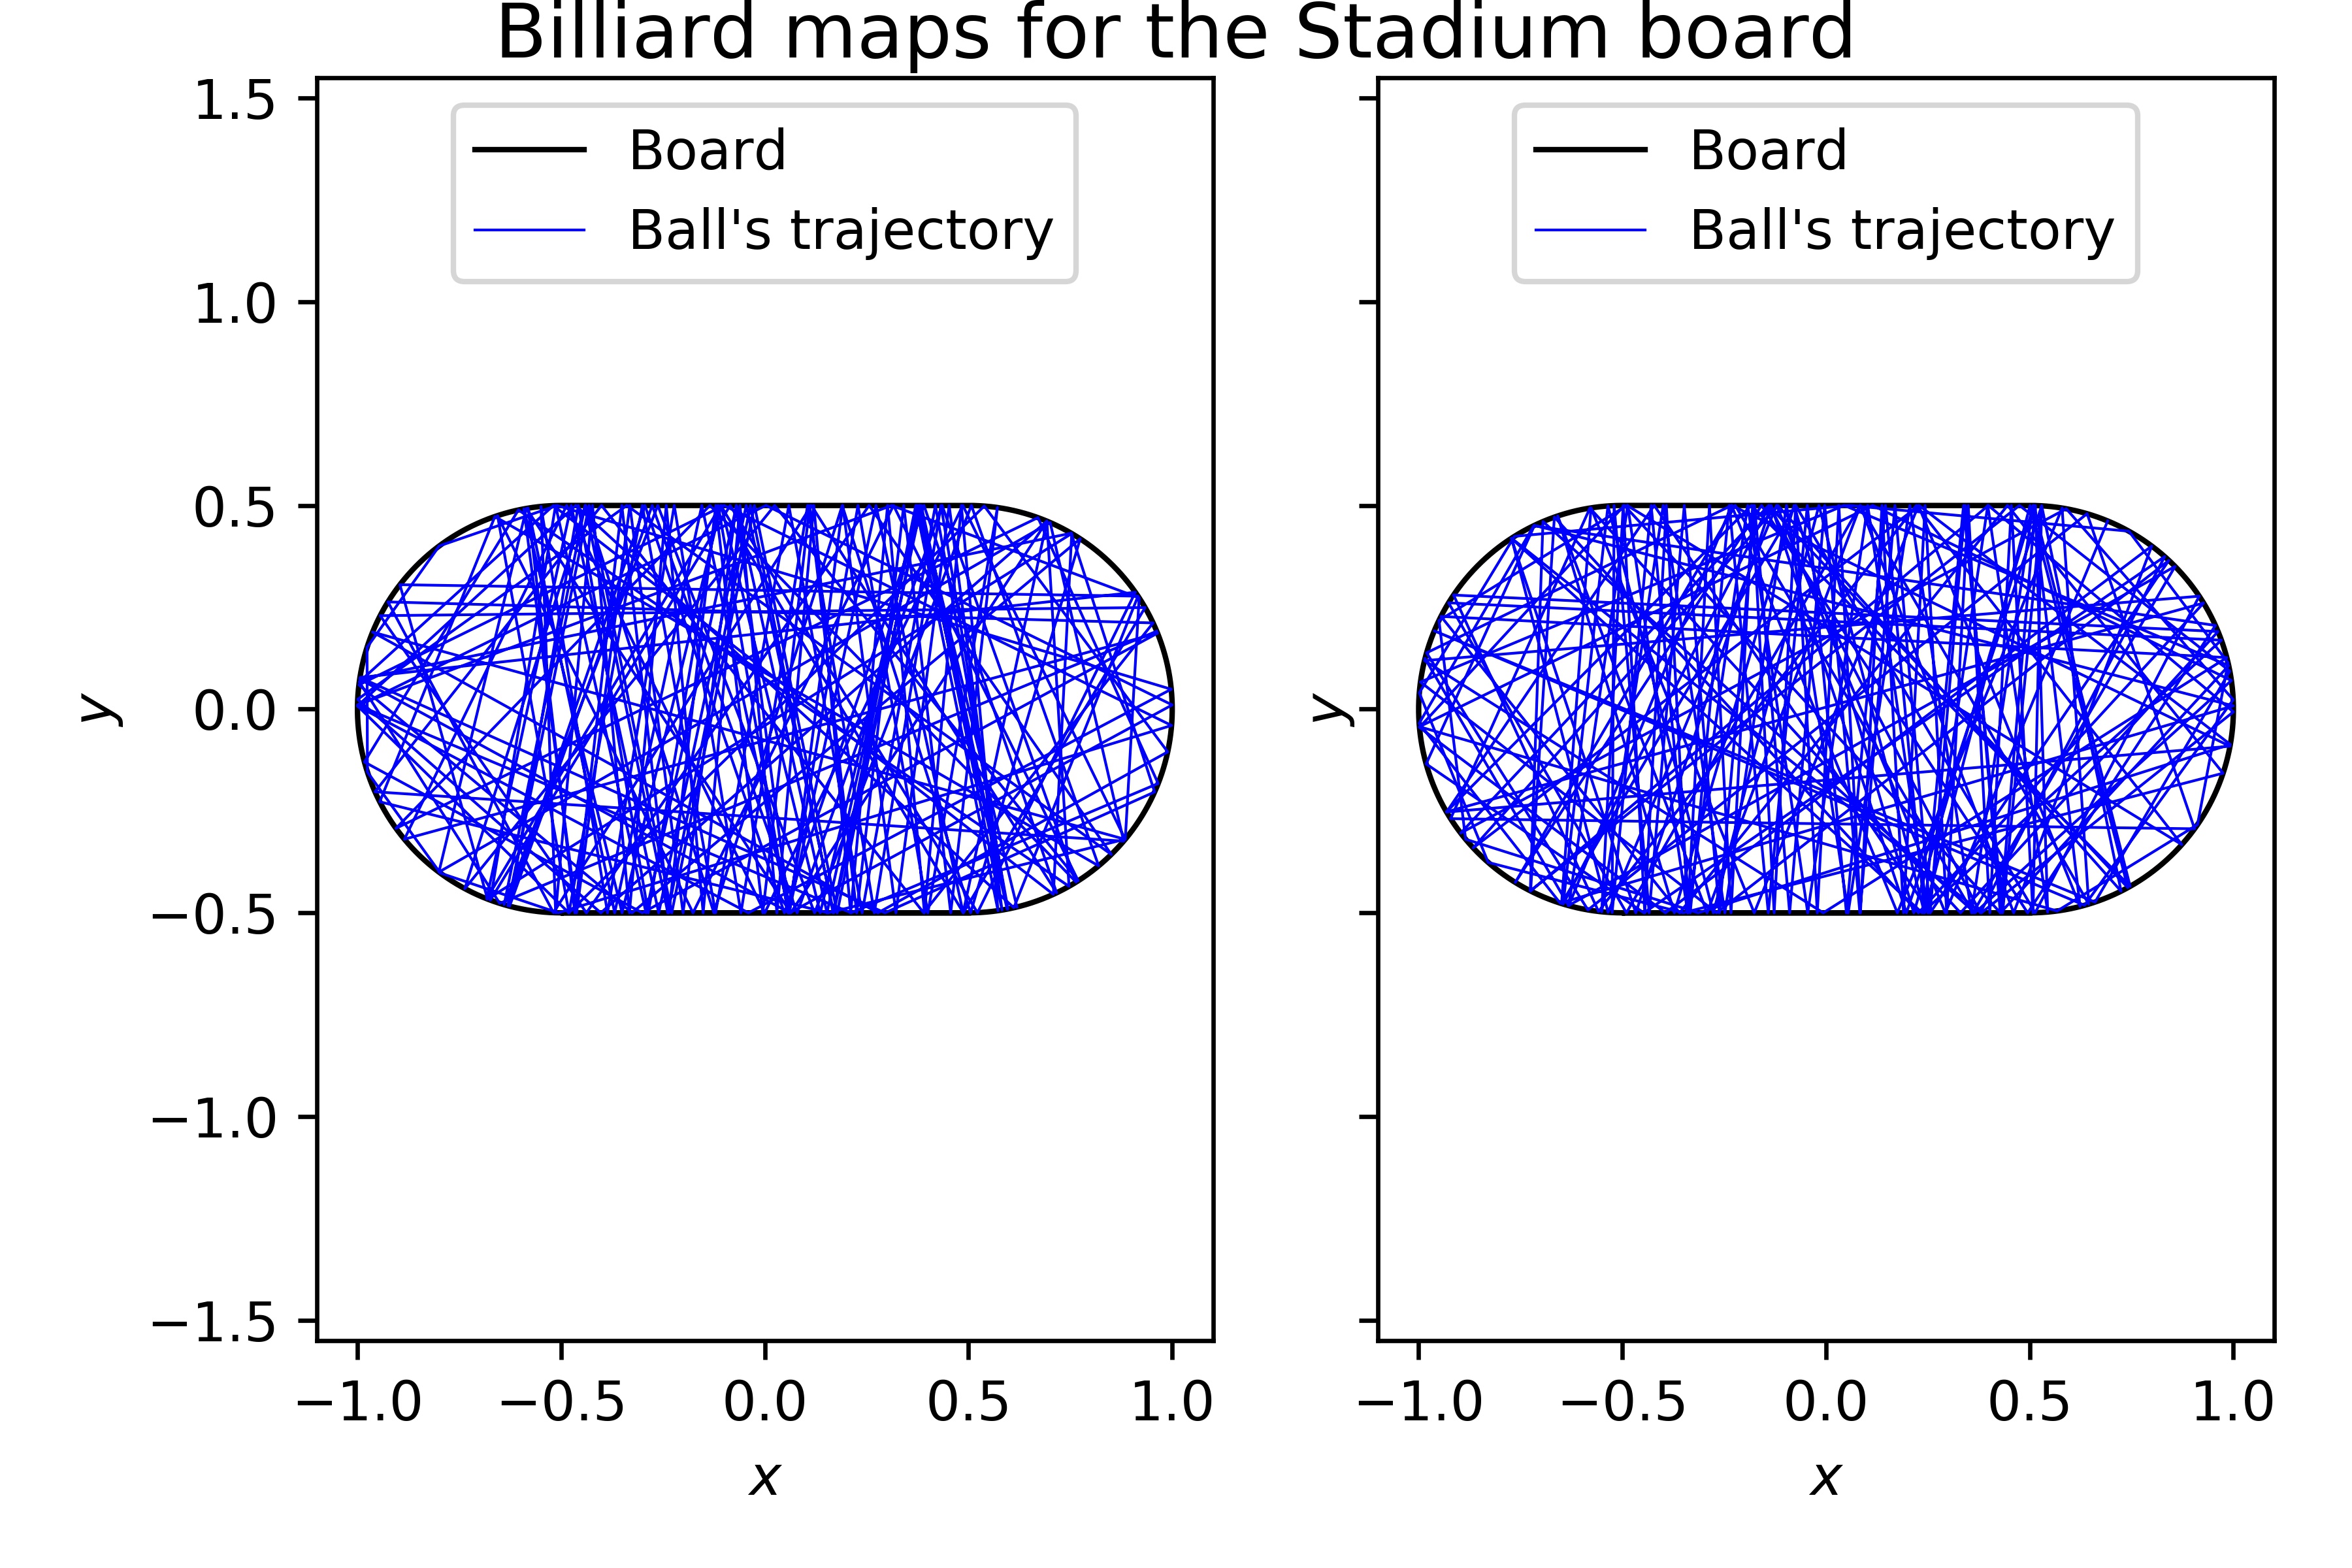 Billiard maps for the Stadium board
Board
Ball's trajectory
1.5
1.0
0.5
0.0
−0.5
−1.0
−1.5
y
−1.0 −0.5 0.0 0.5 1.0
x
Board
Ball's trajectory
y
−1.0 −0.5 0.0 0.5 1.0
x